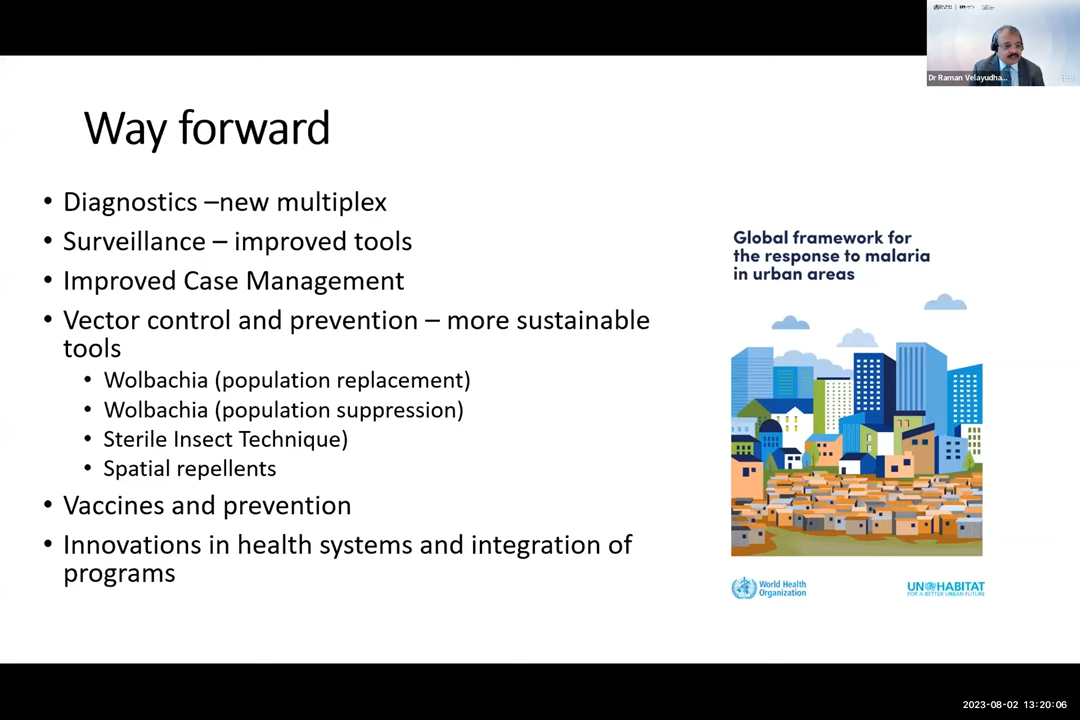 Dr Raman Velayudha...
Way forward
• Diagnostics –new multiplex
• Surveillance – improved tools
• Improved Case Management
• Vector control and prevention – more sustainable
tools
• Wolbachia (population replacement)
• Wolbachia (population suppression)
• Sterile Insect Technique)
• Spatial repellents
• Vaccines and prevention
• Innovations in health systems and integration of
programs
Global framework for
the response to malaria
in urban areas
World Health
Organization
UN HABITAT
FOR A BETTER URBAN FUTURE
2023-08-02 13:20:06